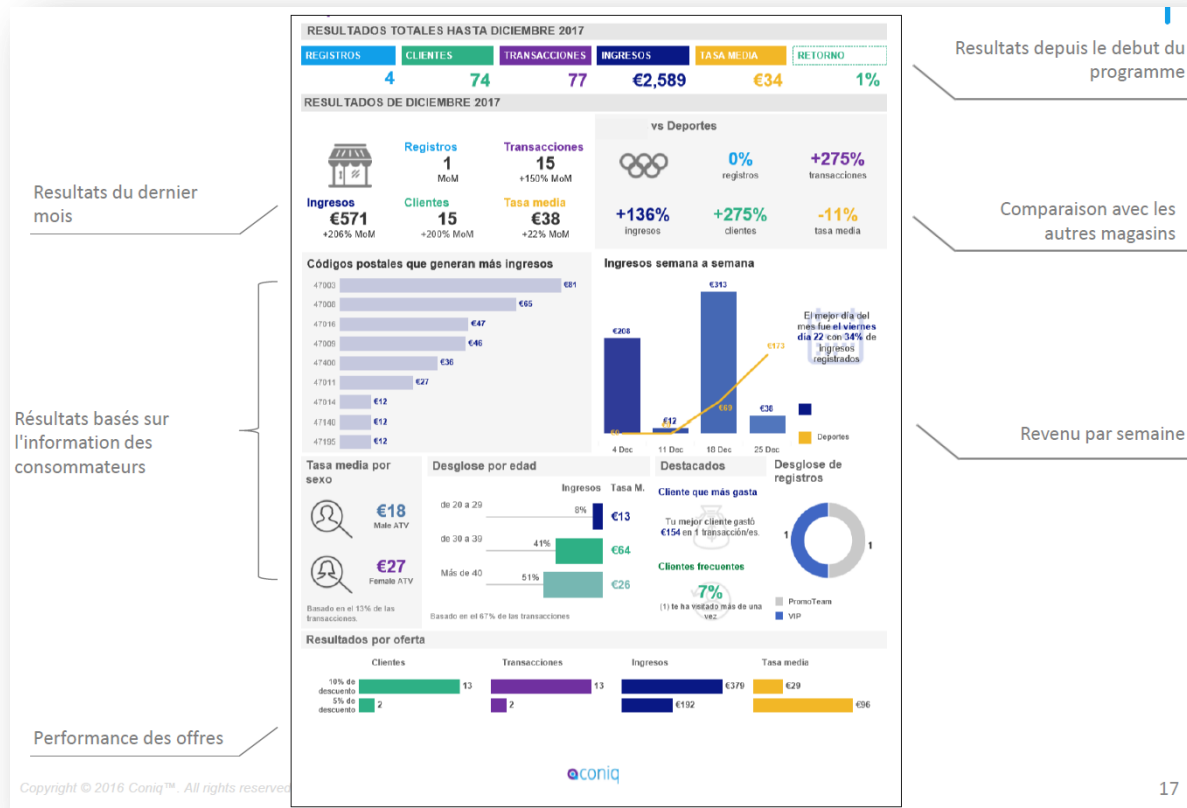 RESULTADOS TOTALES HASTA DICIEMBRE 2017
REGISTROS CLIENTES TRANSACCIONES INGRESOS TASA MEDIA RETORNO
4 74 77 €2,589 €34 1%
RESULTADOS DE DICIEMBRE 2017
Registros
1
MoM
Transacciones
15
+150% MoM
Ingresos
€571
+206% MoM
Clientes
15
+200% MoM
Tasa media
€38
+22% MoM
vs Deportes
0%
registros
+275%
transacciones
+136%
ingresos
+275%
clientes
-11%
tasa media
Códigos postales que generan más ingresos
47003 €81
47008 €65
47016 €47
47009 €46
47400 €36
47011 €27
47014 €12
47140 €12
47195 €12
Ingresos semana a semana
€313
€208
€173
€69
€12
€38
4 Dec 11 Dec 18 Dec 25 Dec
El mejor día del
mes fue el viernes
día 22 con 34% de
ingresos
registrados
Deportes
Tasa media por
sexo
€18
Male ATV
€27
Female ATV
Basado en el 13% de las
transacciones.
Desglose por edad
Ingresos Tasa M.
de 20 a 29 8% €13
de 30 a 39 41% €64
Más de 40 51% €26
Basado en el 67% de las transacciones
Destacados
Cliente que más gasta
Tu mejor cliente gastó
€154 en 1 transacción/es.
Clientes frecuentes
7%
(1) te ha visitado más de una
vez
Desglose de
registros
1
1
PromoTeam
VIP
Resultados por oferta
Clientes Transacciones Ingresos Tasa media
10% de
descuento 13 13 €379 €29
5% de
descuento 2 2 €192 €96
coniq
Resultats du dernier
mois
Résultats basés sur
l'information des
consommateurs
Performance des offres
Resultats depuis le debut du
programme
Comparaison avec les
autres magasins
Revenu par semaine
Copyright © 2016 Coniq™. All rights reserved
17